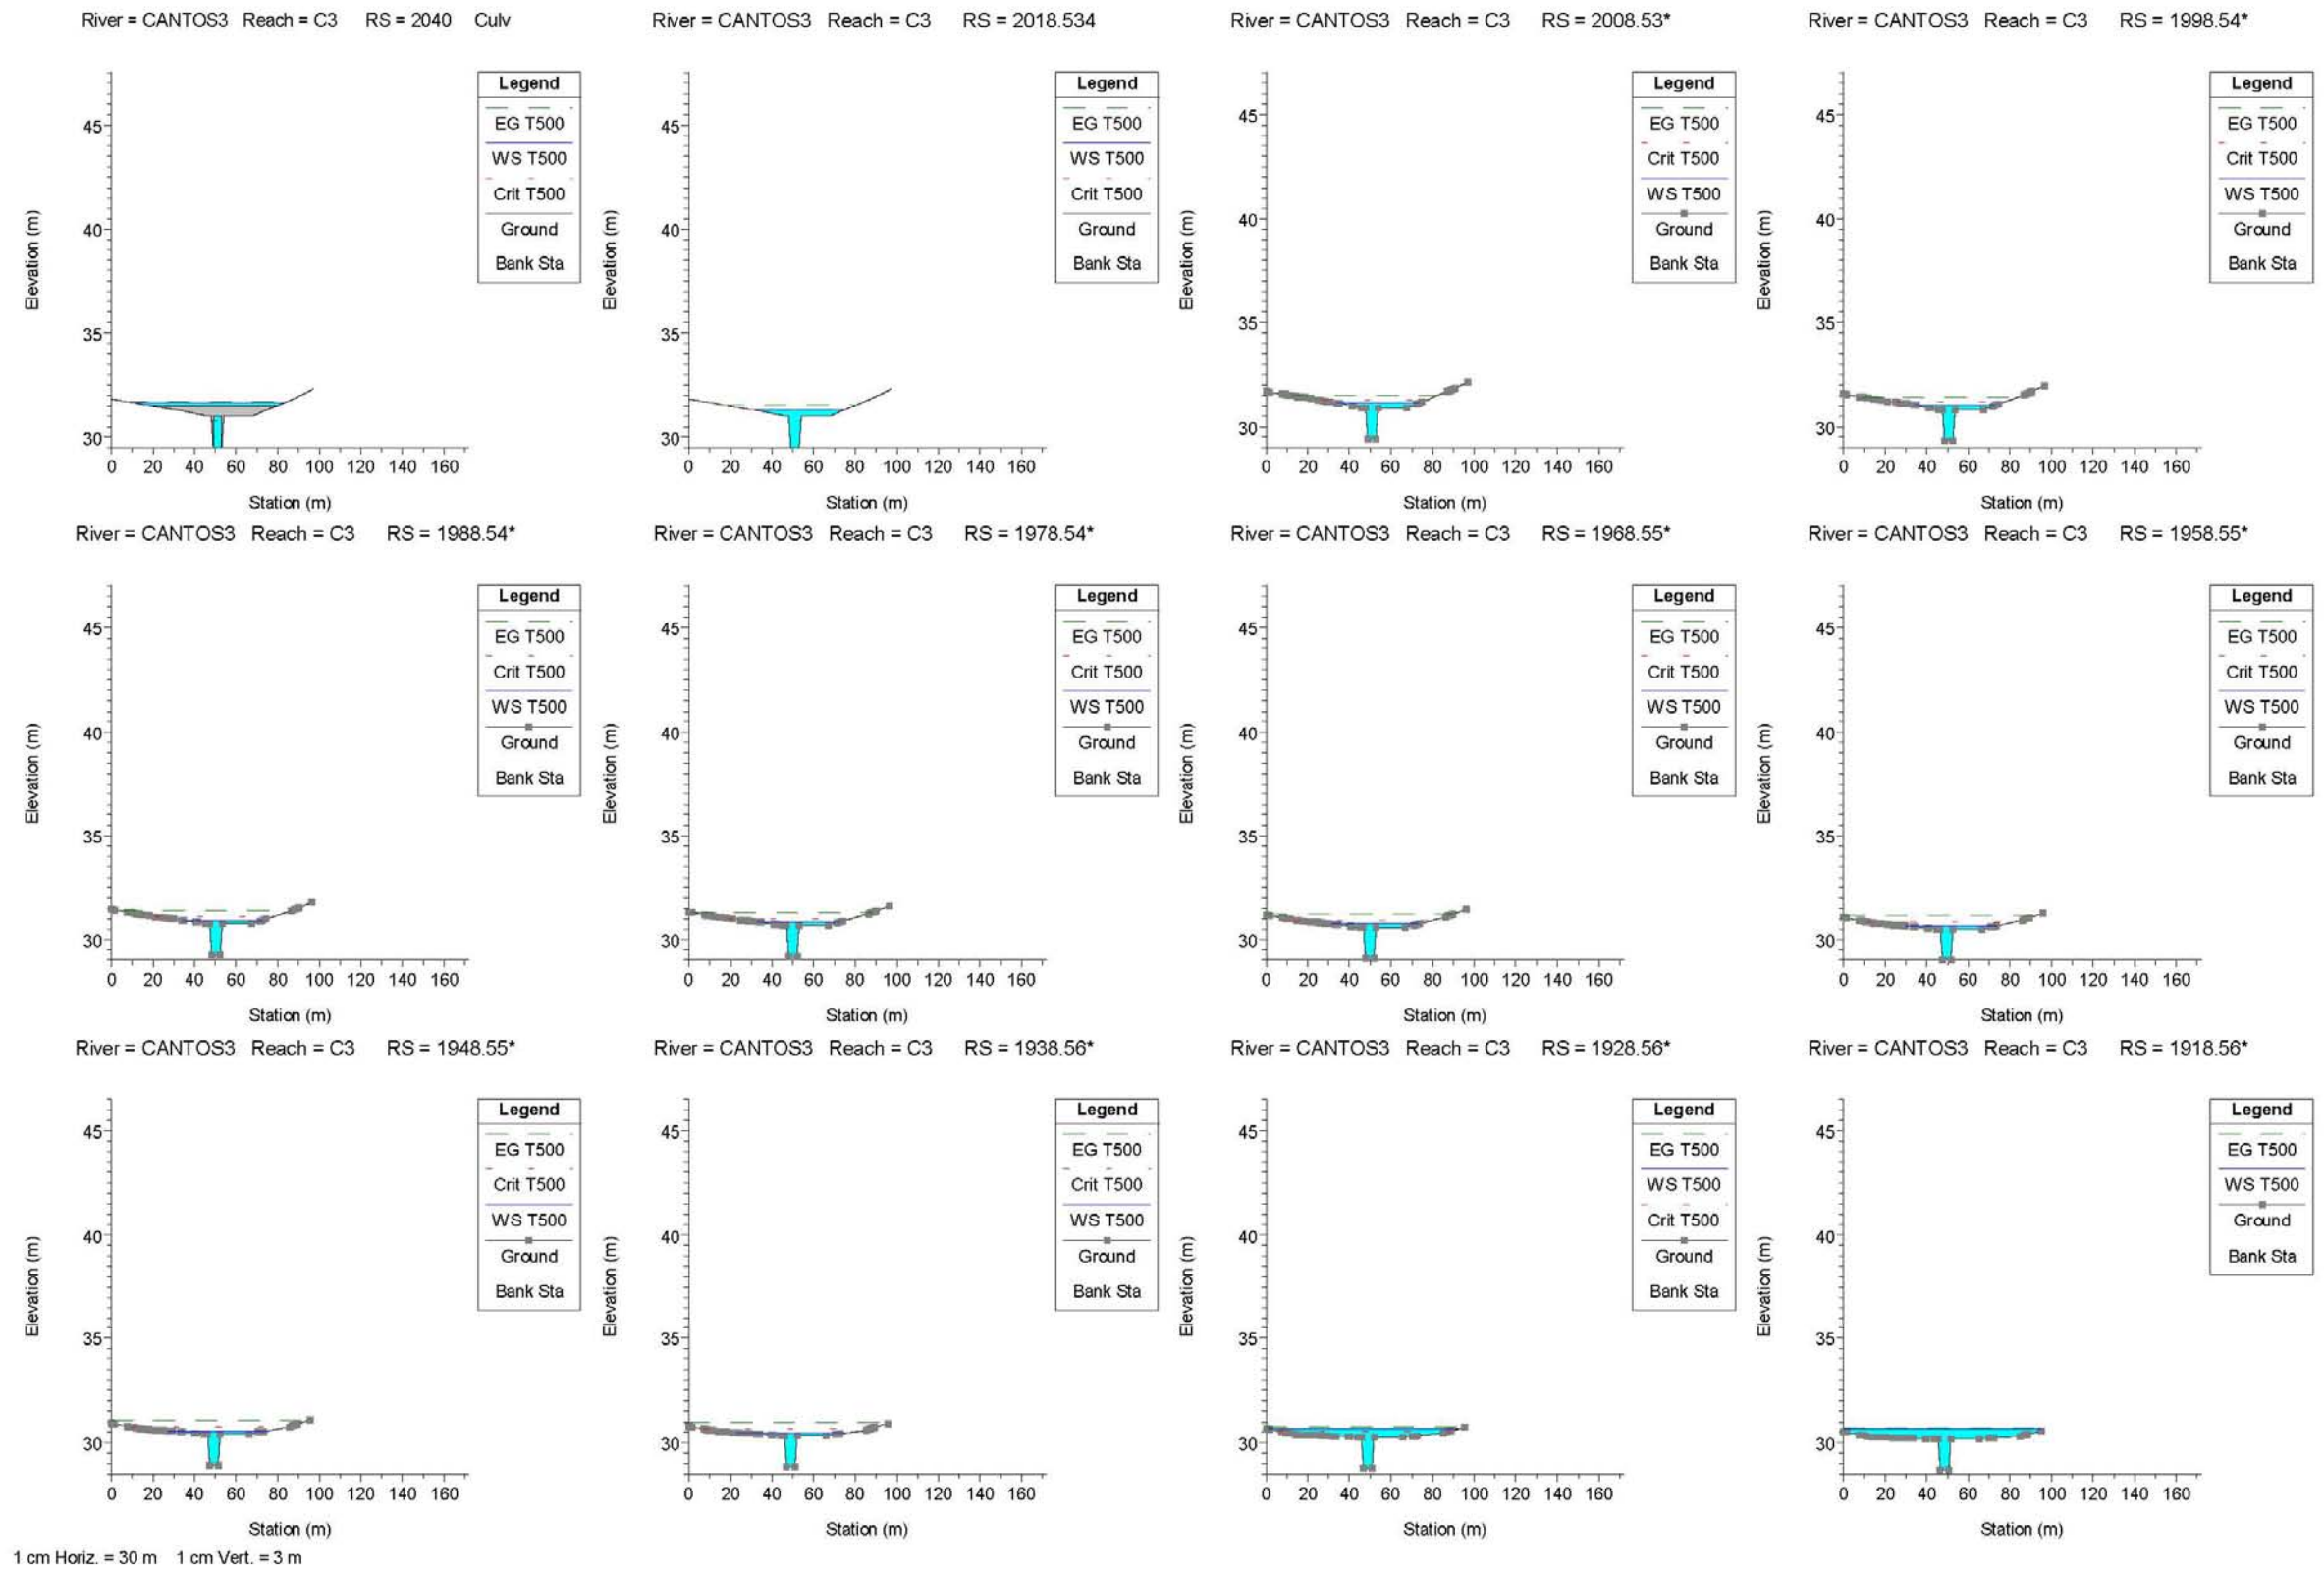 River = CANTOS3 Reach = C3 RS = 2040 Culv
Legend
EG T500
WS T500
Crit T500
Ground
Bank Sta
Elevation (m)
45
40
35
30
0 20 40 60 80 100 120 140 160
Station (m)
River = CANTOS3 Reach = C3 RS = 2018.534
Legend
EG T500
WS T500
Crit T500
Ground
Bank Sta
Elevation (m)
45
40
35
30
0 20 40 60 80 100 120 140 160
Station (m)
River = CANTOS3 Reach = C3 RS = 2008.53*
Legend
EG T500
Crit T500
WS T500
Ground
Bank Sta
Elevation (m)
45
40
35
30
0 20 40 60 80 100 120 140 160
Station (m)
River = CANTOS3 Reach = C3 RS = 1998.54*
Legend
EG T500
Crit T500
WS T500
Ground
Bank Sta
Elevation (m)
45
40
35
30
0 20 40 60 80 100 120 140 160
Station (m)
River = CANTOS3 Reach = C3 RS = 1988.54*
Legend
EG T500
Crit T500
WS T500
Ground
Bank Sta
Elevation (m)
45
40
35
30
0 20 40 60 80 100 120 140 160
Station (m)
River = CANTOS3 Reach = C3 RS = 1978.54*
Legend
EG T500
Crit T500
WS T500
Ground
Bank Sta
Elevation (m)
45
40
35
30
0 20 40 60 80 100 120 140 160
Station (m)
River = CANTOS3 Reach = C3 RS = 1968.55*
Legend
EG T500
Crit T500
WS T500
Ground
Bank Sta
Elevation (m)
45
40
35
30
0 20 40 60 80 100 120 140 160
Station (m)
River = CANTOS3 Reach = C3 RS = 1958.55*
Legend
EG T500
Crit T500
WS T500
Ground
Bank Sta
Elevation (m)
45
40
35
30
0 20 40 60 80 100 120 140 160
Station (m)
River = CANTOS3 Reach = C3 RS = 1948.55*
Legend
EG T500
Crit T500
WS T500
Ground
Bank Sta
Elevation (m)
45
40
35
30
0 20 40 60 80 100 120 140 160
Station (m)
River = CANTOS3 Reach = C3 RS = 1938.56*
Legend
EG T500
Crit T500
WS T500
Ground
Bank Sta
Elevation (m)
45
40
35
30
0 20 40 60 80 100 120 140 160
Station (m)
River = CANTOS3 Reach = C3 RS = 1928.56*
Legend
EG T500
WS T500
Crit T500
Ground
Bank Sta
Elevation (m)
45
40
35
30
0 20 40 60 80 100 120 140 160
Station (m)
River = CANTOS3 Reach = C3 RS = 1918.56*
Legend
EG T500
WS T500
Ground
Bank Sta
Elevation (m)
45
40
35
30
0 20 40 60 80 100 120 140 160
Station (m)
1 cm Horiz. = 30 m 1 cm Vert. = 3 m